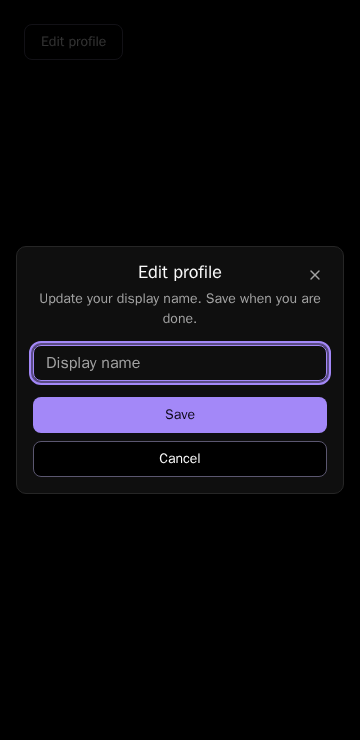 Edit profile
Edit profile
Update your display name. Save when you are
done.
Display name
Save
Cancel